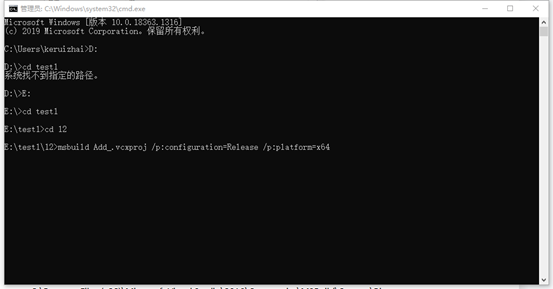 管理员: C:\Windows\system32\cmd.exe
Microsoft Windows [版本 10.0.18363.1316]
(c) 2019 Microsoft Corporation。保留所有权利。
C:\Users\keruizhai>D:
D:\>cd test1
系统找不到指定的路径。
D:\>E:
E:\>cd test1
E:\test1>cd 12
E:\test1\12>msbuild Add_.vcxproj /p:configuration=Release /p:platform=x64